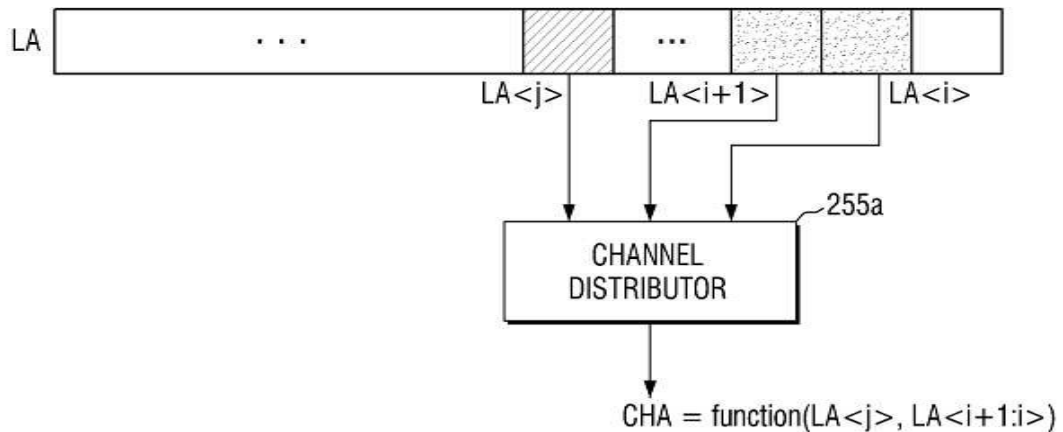 LA ... ...
LA<j> LA<i+1> LA<i>
255a
CHANNEL
DISTRIBUTOR
CHA = function(LA<j>, LA<i+1:i>)